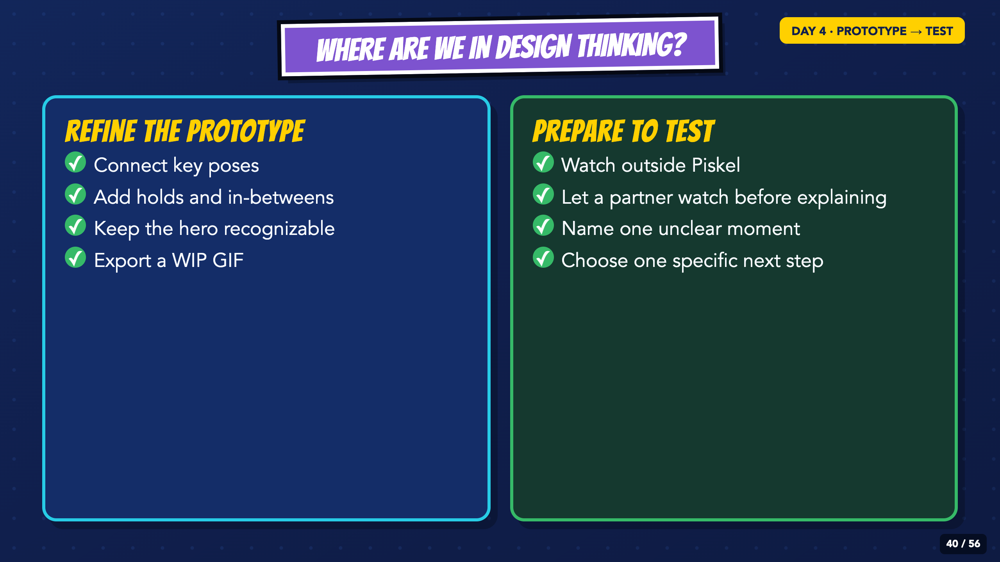 WHERE ARE WE IN DESIGN THINKING?
DAY 4 · PROTOTYPE → TEST
REFINE THE PROTOTYPE
Connect key poses
Add holds and in-betweens
Keep the hero recognizable
Export a WIP GIF
PREPARE TO TEST
Watch outside Piskel
Let a partner watch before explaining
Name one unclear moment
Choose one specific next step
40 / 56